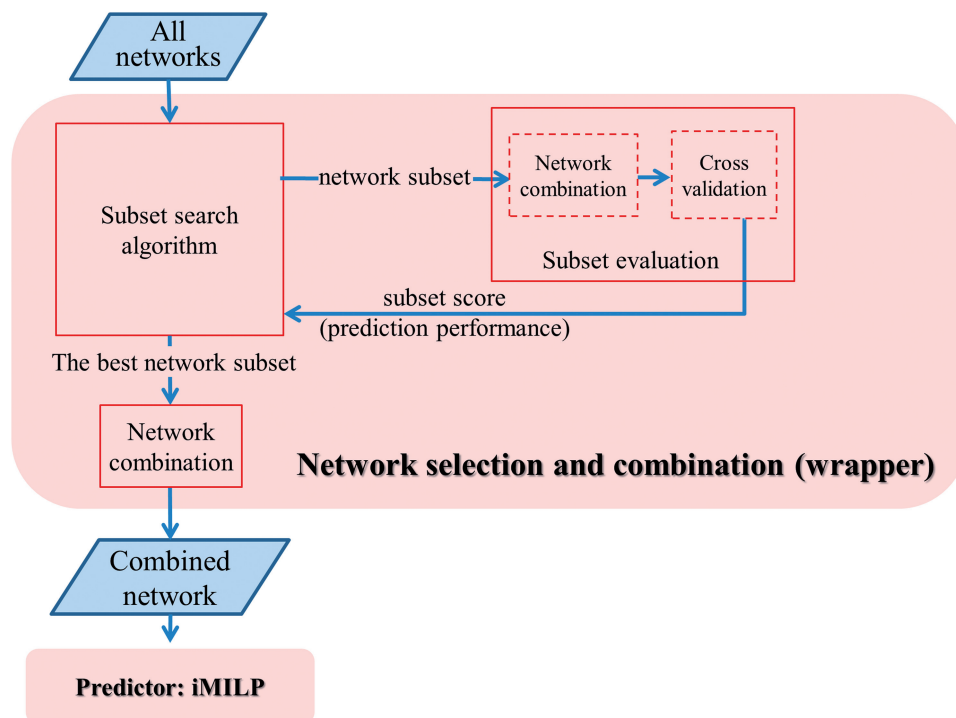 All
networks
Subset search
algorithm
network subset
Network
combination
Cross
validation
Subset evaluation
subset score
(prediction performance)
The best network subset
Network
combination
Network selection and combination (wrapper)
Combined
network
Predictor: iMILP